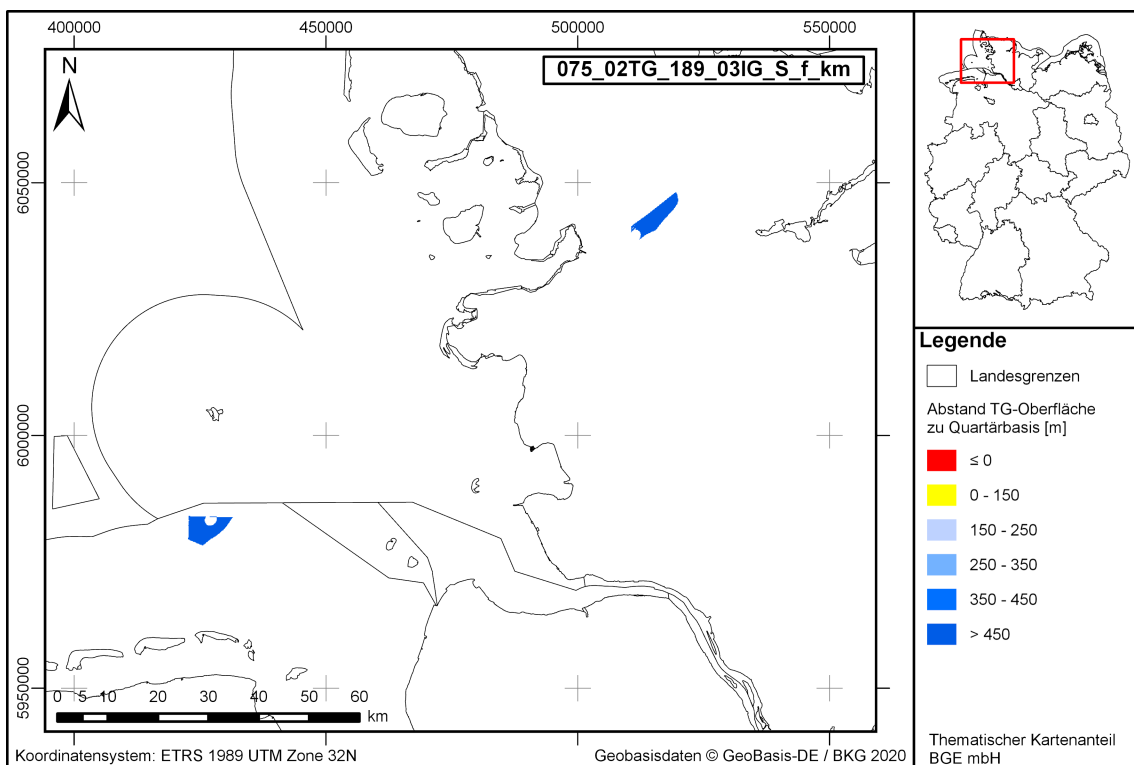 400000 450000 500000 550000
075_02TG_189_03IG_S_f_km
N
6050000
6000000
5950000
0 5 10 20 30 40 50 60
km
Koordinatensystem: ETRS 1989 UTM Zone 32N
Geobasisdaten © GeoBasis-DE / BKG 2020
Legende
Landesgrenzen
Abstand TG-Oberfläche
zu Quartärbasis [m]
≤ 0
0 - 150
150 - 250
250 - 350
350 - 450
> 450
Thematischer Kartenanteil
BGE mbH